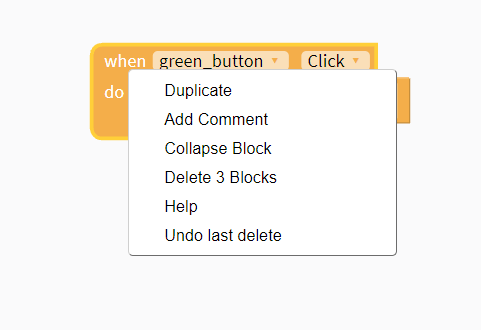 when green_button Click
do
Duplicate
Add Comment
Collapse Block
Delete 3 Blocks
Help
Undo last delete